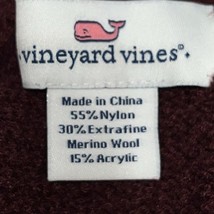 vineyard vines®
Made in China
55% Nylon
30% Extrafine
Merino Wool
15% Acrylic